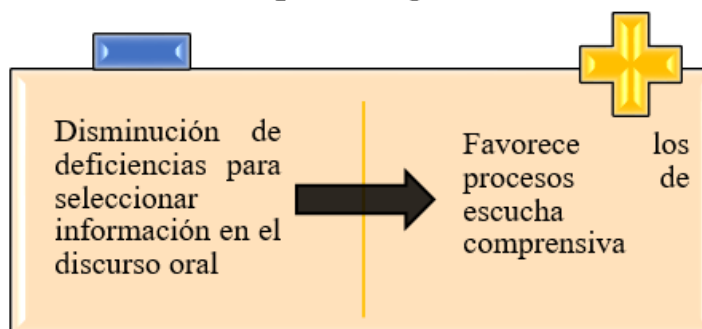 Disminución de
deficiencias para
seleccionar
información en el
discurso oral
Favorece los
procesos de
escucha
comprensiva